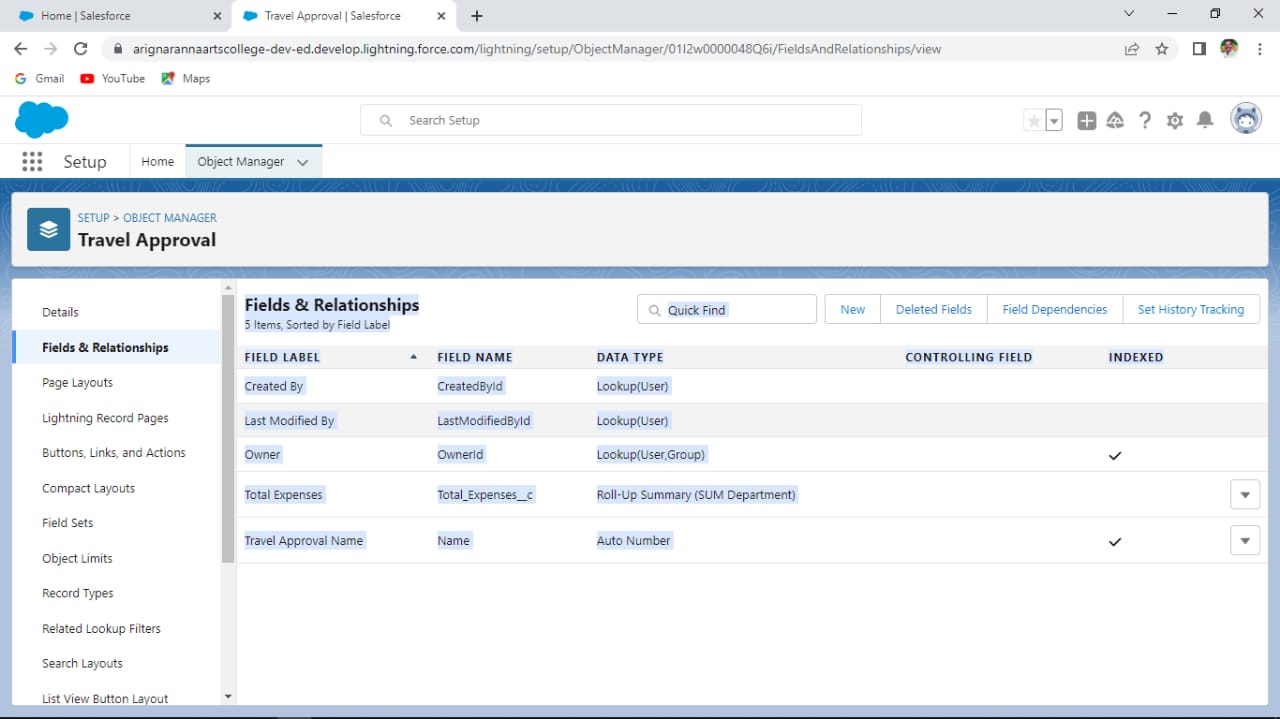 Home | Salesforce
Travel Approval | Salesforce
arignarannaartscollege-dev-ed.develop.lightning.force.com/lightning/setup/ObjectManager/01I2w0000048Q6i/FieldsAndRelationships/view
Gmail YouTube Maps
Search Setup
Setup Home Object Manager
SETUP > OBJECT MANAGER
Travel Approval
Details
Fields & Relationships
Page Layouts
Lightning Record Pages
Buttons, Links, and Actions
Compact Layouts
Field Sets
Object Limits
Record Types
Related Lookup Filters
Search Layouts
List View Button Layout
Fields & Relationships
5 Items, Sorted by Field Label
Quick Find New Deleted Fields Field Dependencies Set History Tracking
FIELD LABEL FIELD NAME DATA TYPE CONTROLLING FIELD INDEXED
Created By CreatedById Lookup(User)
Last Modified By LastModifiedById Lookup(User)
Owner OwnerId Lookup(User,Group)
Total Expenses Total_Expenses__c Roll-Up Summary (SUM Department)
Travel Approval Name Name Auto Number